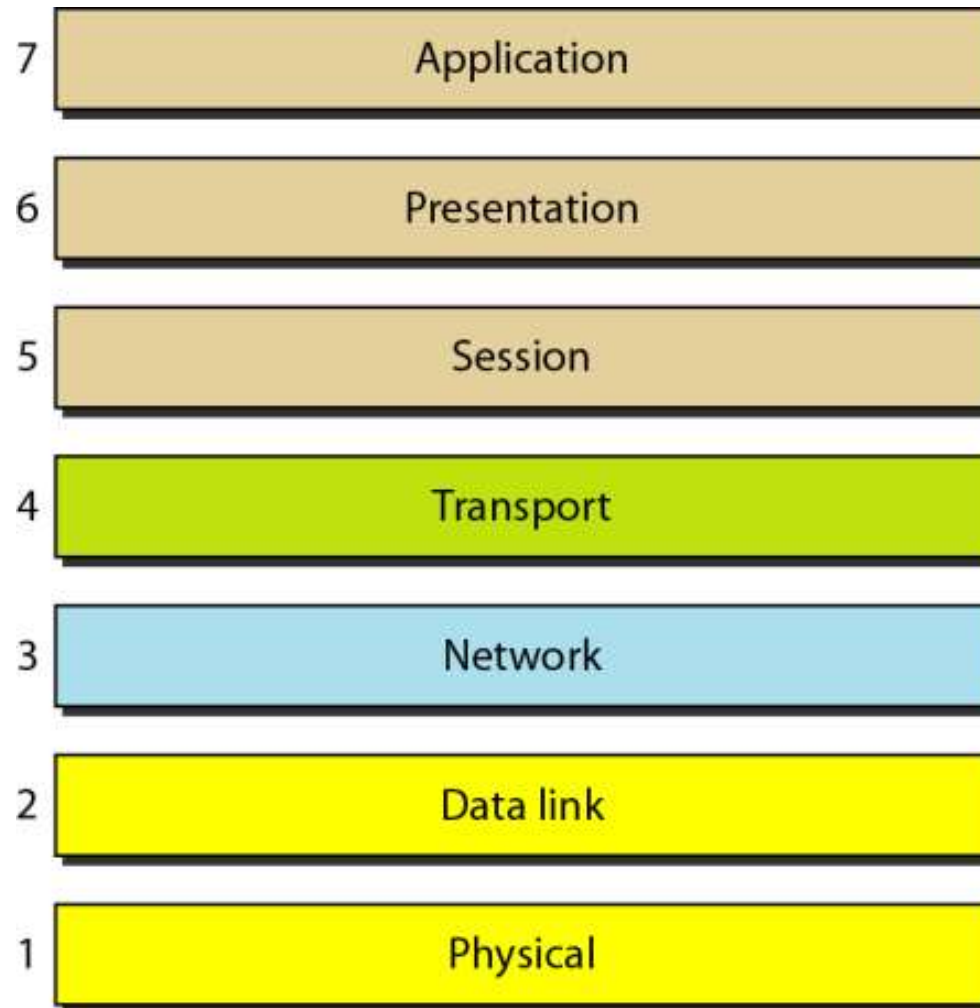 7 Application
6 Presentation
5 Session
4 Transport
3 Network
2 Data link
1 Physical